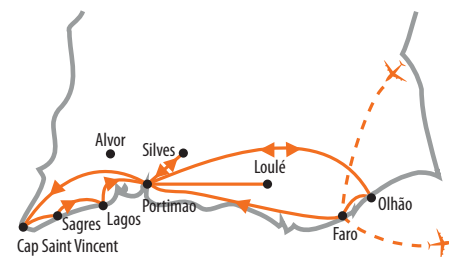 Alvor
Silves
Loulé
Portimao
Olhão
Lagos
Sagres
Faro
Cap Saint Vincent